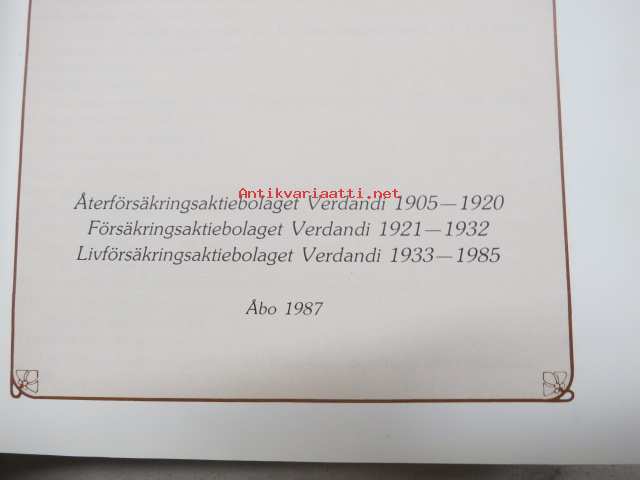 Antikvariaatti.net
Återförsäkringsaktiebolaget Verdandi 1905—1920
Försäkringsaktiebolaget Verdandi 1921—1932
Livförsäkringsaktiebolaget Verdandi 1933—1985
Åbo 1987